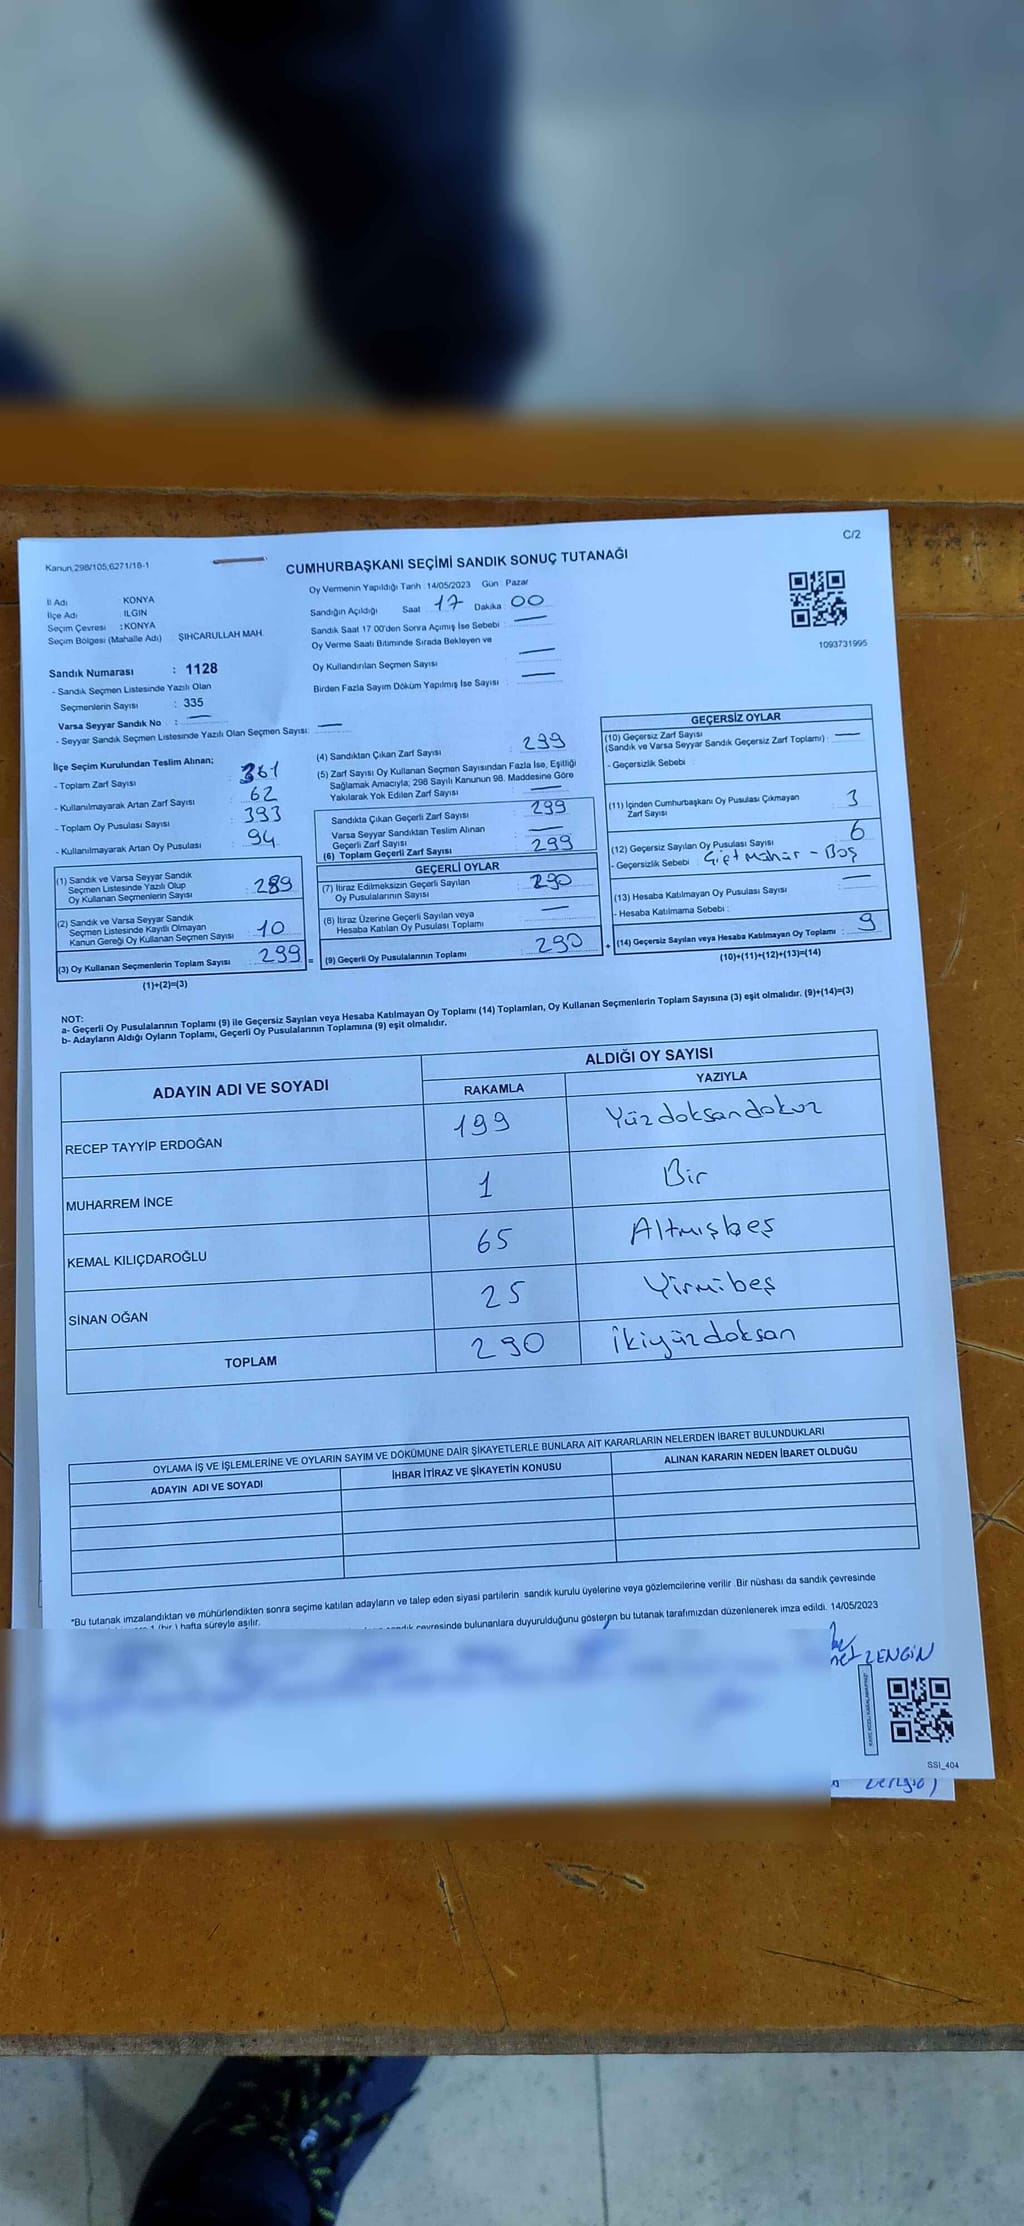 C/2
Kanun,298/105;6271/18-1
CUMHURBAŞKANI SEÇİMİ SANDIK SONUÇ TUTANAĞI
İl Adı KONYA
İlçe Adı ILGIN
Seçim Çevresi : KONYA
Seçim Bölgesi (Mahalle Adı) ŞIHCARULLAH MAH.
Oy Vermenin Yapıldığı Tarih 14/05/2023 Gün Pazar
Sandığın Açıldığı Saat 17 Dakika 00
Sandık Saat 17 00'den Sonra Açımış İse Sebebi :
Oy Verme Saati Bitiminde Sırada Bekleyen ve
Oy Kullandırılan Seçmen Sayısı
Birden Fazla Sayım Döküm Yapılmış İse Sayısı
1093731995
Sandık Numarası : 1128
- Sandık Seçmen Listesinde Yazılı Olan
Seçmenlerin Sayısı : 335
Varsa Seyyar Sandık No :
- Seyyar Sandık Seçmen Listesinde Yazılı Olan Seçmen Sayısı:
İlçe Seçim Kurulundan Teslim Alınan;
- Toplam Zarf Sayısı : 361
- Kullanılmayarak Artan Zarf Sayısı : 62
- Toplam Oy Pusulası Sayısı : 393
- Kullanılmayarak Artan Oy Pusulası : 94
(1) Sandık ve Varsa Seyyar Sandık
Seçmen Listesinde Yazılı Olup
Oy Kullanan Seçmenlerin Sayısı : 289
(2) Sandık ve Varsa Seyyar Sandık
Seçmen Listesinde Kayıtlı Olmayan
Kanun Gereği Oy Kullanan Seçmen Sayısı : 10
(3) Oy Kullanan Seçmenlerin Toplam Sayısı 299 =
(1)+(2)=(3)
(4) Sandıktan Çıkan Zarf Sayısı : 299
(5) Zarf Sayısı Oy Kullanan Seçmen Sayısından Fazla İse, Eşitliği
Sağlamak Amacıyla; 298 Sayılı Kanunun 98. Maddesine Göre
Yakılarak Yok Edilen Zarf Sayısı
Sandıkta Çıkan Geçerli Zarf Sayısı : 299
Varsa Seyyar Sandıktan Teslim Alınan
Geçerli Zarf Sayısı :
(6) Toplam Geçerli Zarf Sayısı : 299
GEÇERLİ OYLAR
(7) İtiraz Edilmeksizin Geçerli Sayılan
Oy Pusulalarının Sayısı : 290
(8) İtiraz Üzerine Geçerli Sayılan veya
Hesaba Katılan Oy Pusulası Toplamı :
(9) Geçerli Oy Pusulalarının Toplamı : 290 +
GEÇERSİZ OYLAR
(10) Geçersiz Zarf Sayısı
(Sandık ve Varsa Seyyar Sandık Geçersiz Zarf Toplamı) :
- Geçersizlik Sebebi :
(11) İçinden Cumhurbaşkanı Oy Pusulası Çıkmayan
Zarf Sayısı : 3
(12) Geçersiz Sayılan Oy Pusulası Sayısı : 6
- Geçersizlik Sebebi : Çift Mühür - Boş
(13) Hesaba Katılmayan Oy Pusulası Sayısı :
- Hesaba Katılmama Sebebi :
(14) Geçersiz Sayılan veya Hesaba Katılmayan Oy Toplamı : 9
(10)+(11)+(12)+(13)=(14)
NOT:
a- Geçerli Oy Pusulalarının Toplamı (9) ile Geçersiz Sayılan veya Hesaba Katılmayan Oy Toplamı (14) Toplamları, Oy Kullanan Seçmenlerin Toplam Sayısına (3) eşit olmalıdır. (9)+(14)=(3)
b- Adayların Aldığı Oyların Toplamı, Geçerli Oy Pusulalarının Toplamına (9) eşit olmalıdır.
ADAYIN ADI VE SOYADI ALDIĞI OY SAYISI
RAKAMLA YAZIYLA
RECEP TAYYİP ERDOĞAN 199 Yüzdoksandokuz
MUHARREM İNCE 1 Bir
KEMAL KILIÇDAROĞLU 65 Altmışbeş
SİNAN OĞAN 25 Yirmibeş
TOPLAM 290 İkiyüzdoksan
OYLAMA İŞ VE İŞLEMLERİNE VE OYLARIN SAYIM VE DÖKÜMÜNE DAİR ŞİKAYETLERLE BUNLARA AİT KARARLARIN NELERDEN İBARET BULUNDUKLARI
ADAYIN ADI VE SOYADI İHBAR İTİRAZ VE ŞİKAYETİN KONUSU ALINAN KARARIN NEDEN İBARET OLDUĞU
*Bu tutanak imzalandıktan ve mühürlendikten sonra seçime katılan adayların ve talep eden siyasi partilerin sandık kurulu üyelerine veya gözlemcilerine verilir. Bir nüshası da sandık çevresinde
1 (bir) hafta süreyle asılır.
çevresinde bulunanlara duyurulduğunu gösteren bu tutanak tarafımızdan düzenlenerek imza edildi. 14/05/2023
ZENGİN
SSI_404